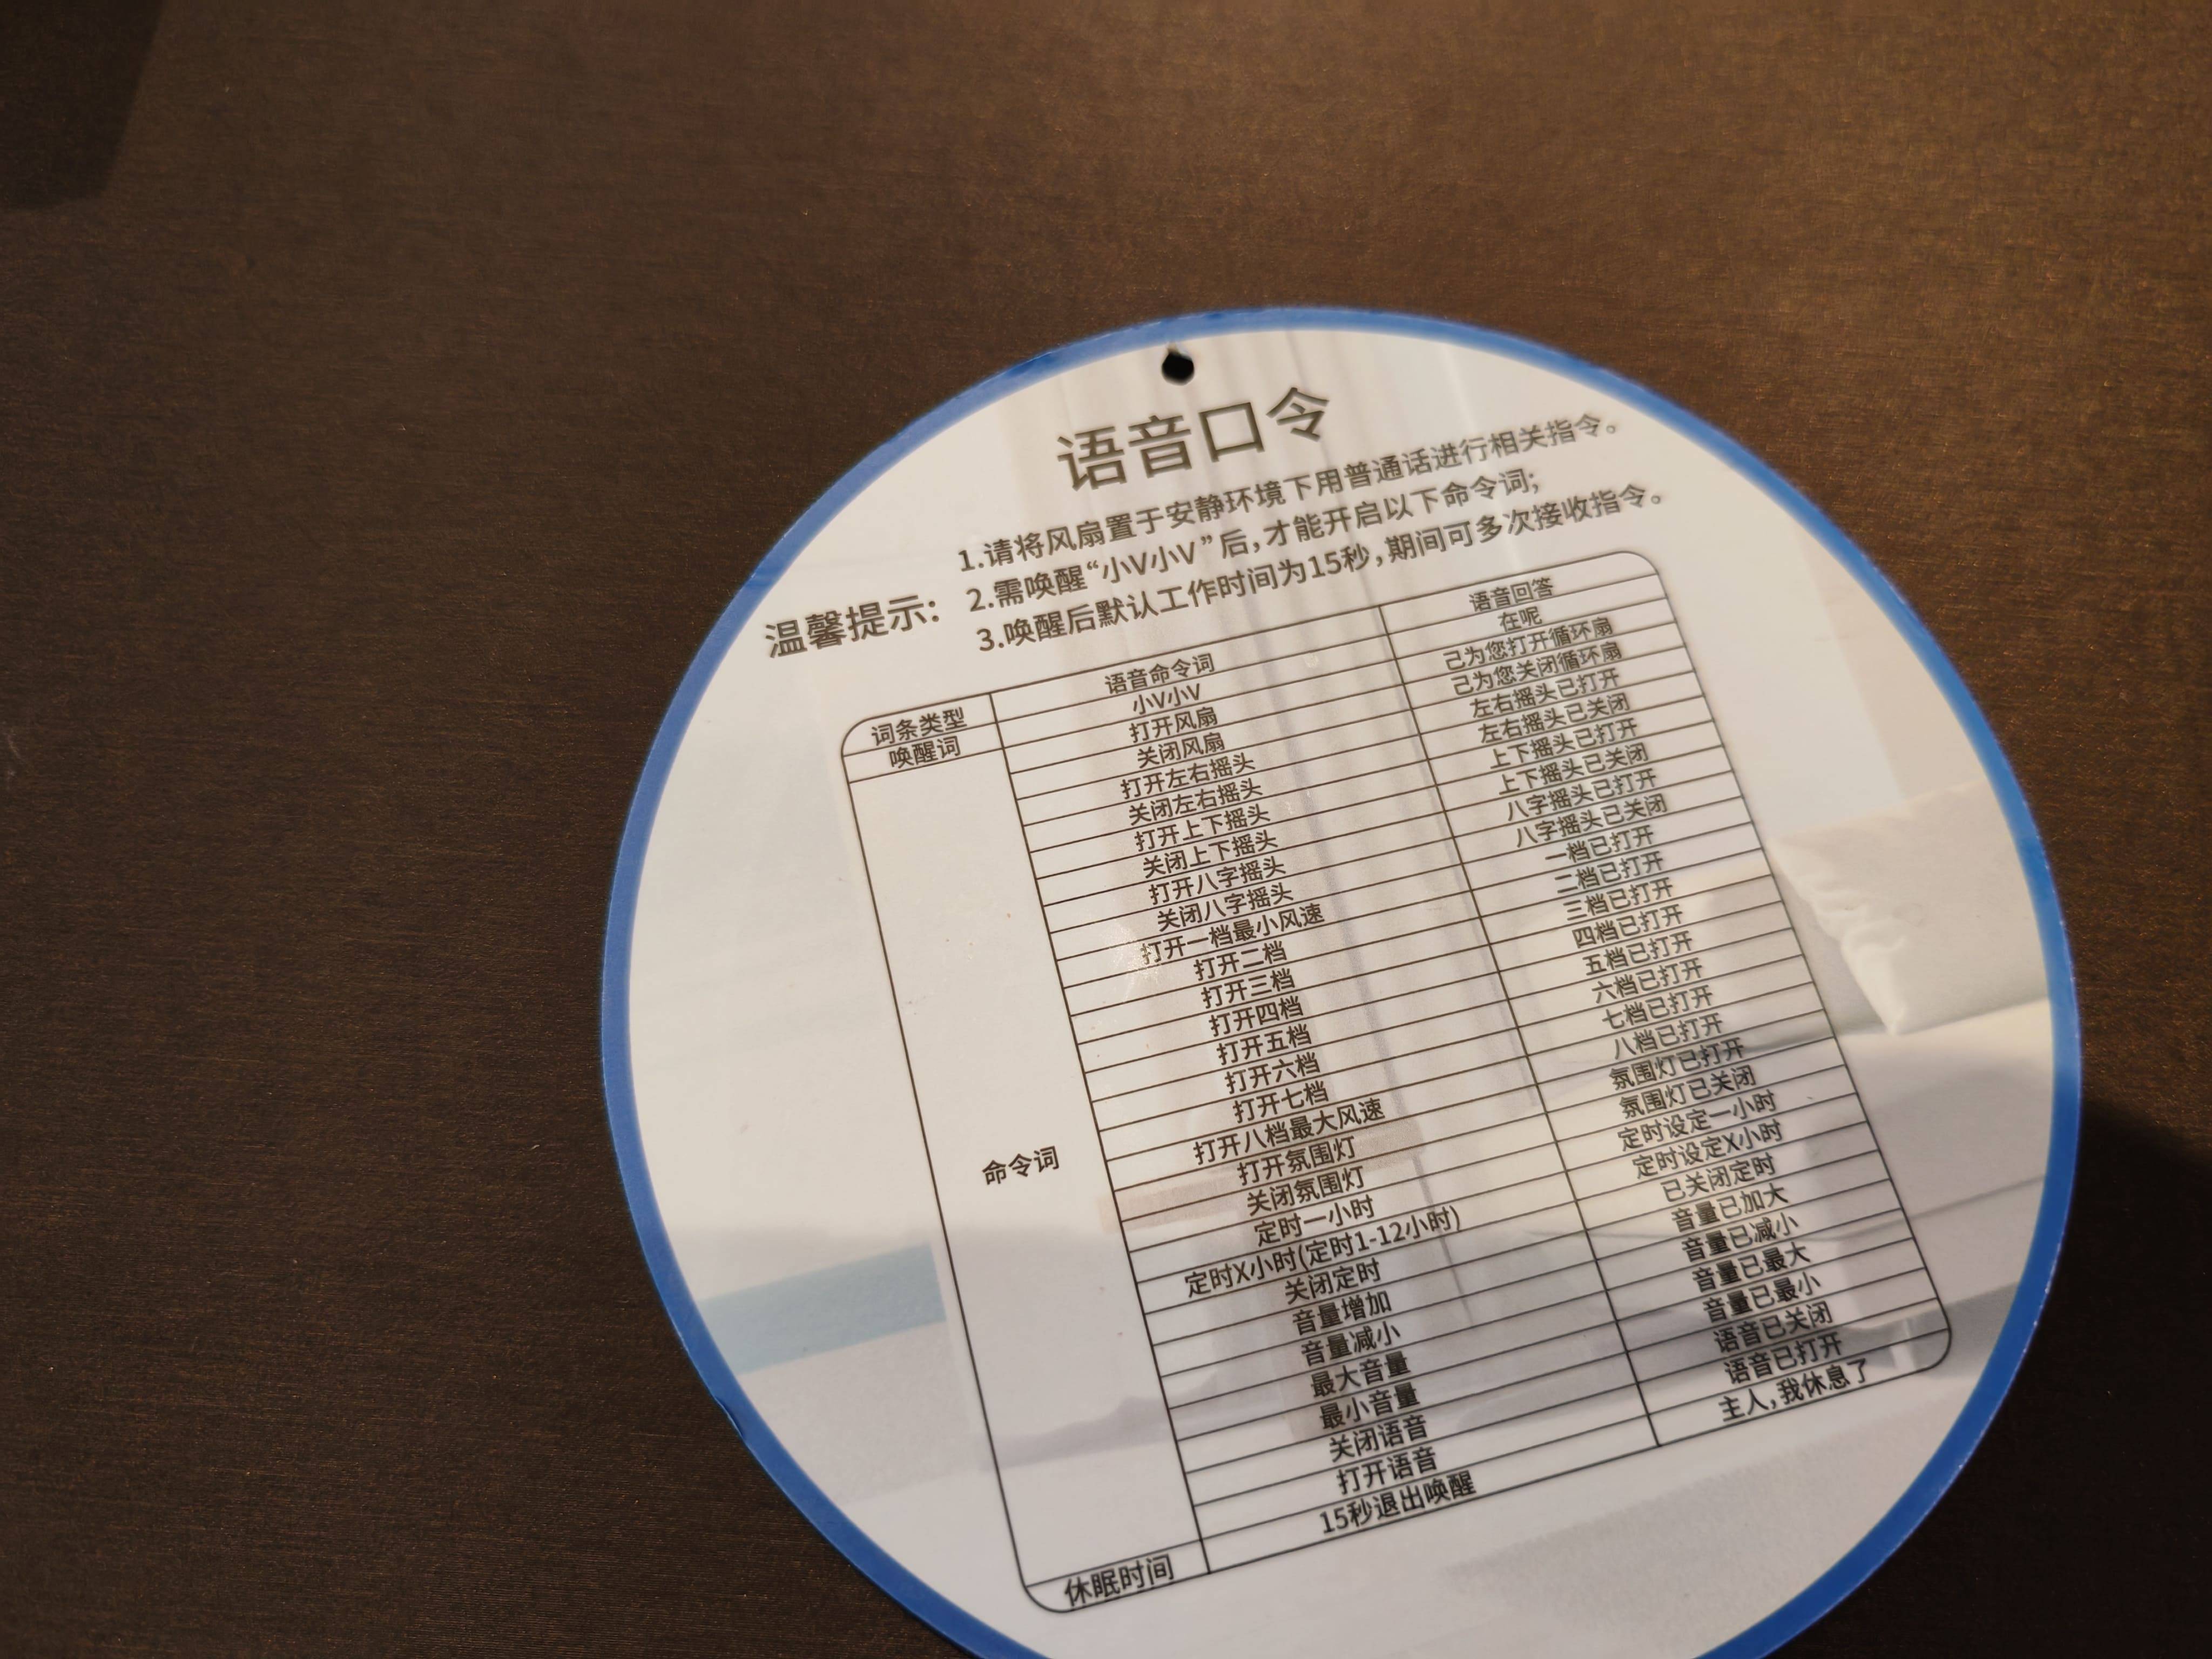 语音口令
温馨提示:
1.请将风扇置于安静环境下用普通话进行相关指令。
2.需唤醒“小V小V”后,才能开启以下命令词;
3.唤醒后默认工作时间为15秒,期间可多次接收指令。
词条类型 语音命令词 语音回答
唤醒词 小V小V 在呢
命令词
打开风扇 己为您打开循环扇
关闭风扇 己为您关闭循环扇
打开左右摇头 左右摇头已打开
关闭左右摇头 左右摇头已关闭
打开上下摇头 上下摇头已打开
关闭上下摇头 上下摇头已关闭
打开八字摇头 八字摇头已打开
关闭八字摇头 八字摇头已关闭
打开一档最小风速 一档已打开
打开二档 二档已打开
打开三档 三档已打开
打开四档 四档已打开
打开五档 五档已打开
打开六档 六档已打开
打开七档 七档已打开
打开八档最大风速 八档已打开
打开氛围灯 氛围灯已打开
关闭氛围灯 氛围灯已关闭
定时一小时 定时设定一小时
定时X小时(定时1-12小时) 定时设定X小时
关闭定时 已关闭定时
音量增加 音量已加大
音量减小 音量已减小
最大音量 音量已最大
最小音量 音量已最小
关闭语音 语音已关闭
打开语音 语音已打开
休眠时间 15秒退出唤醒 主人,我休息了